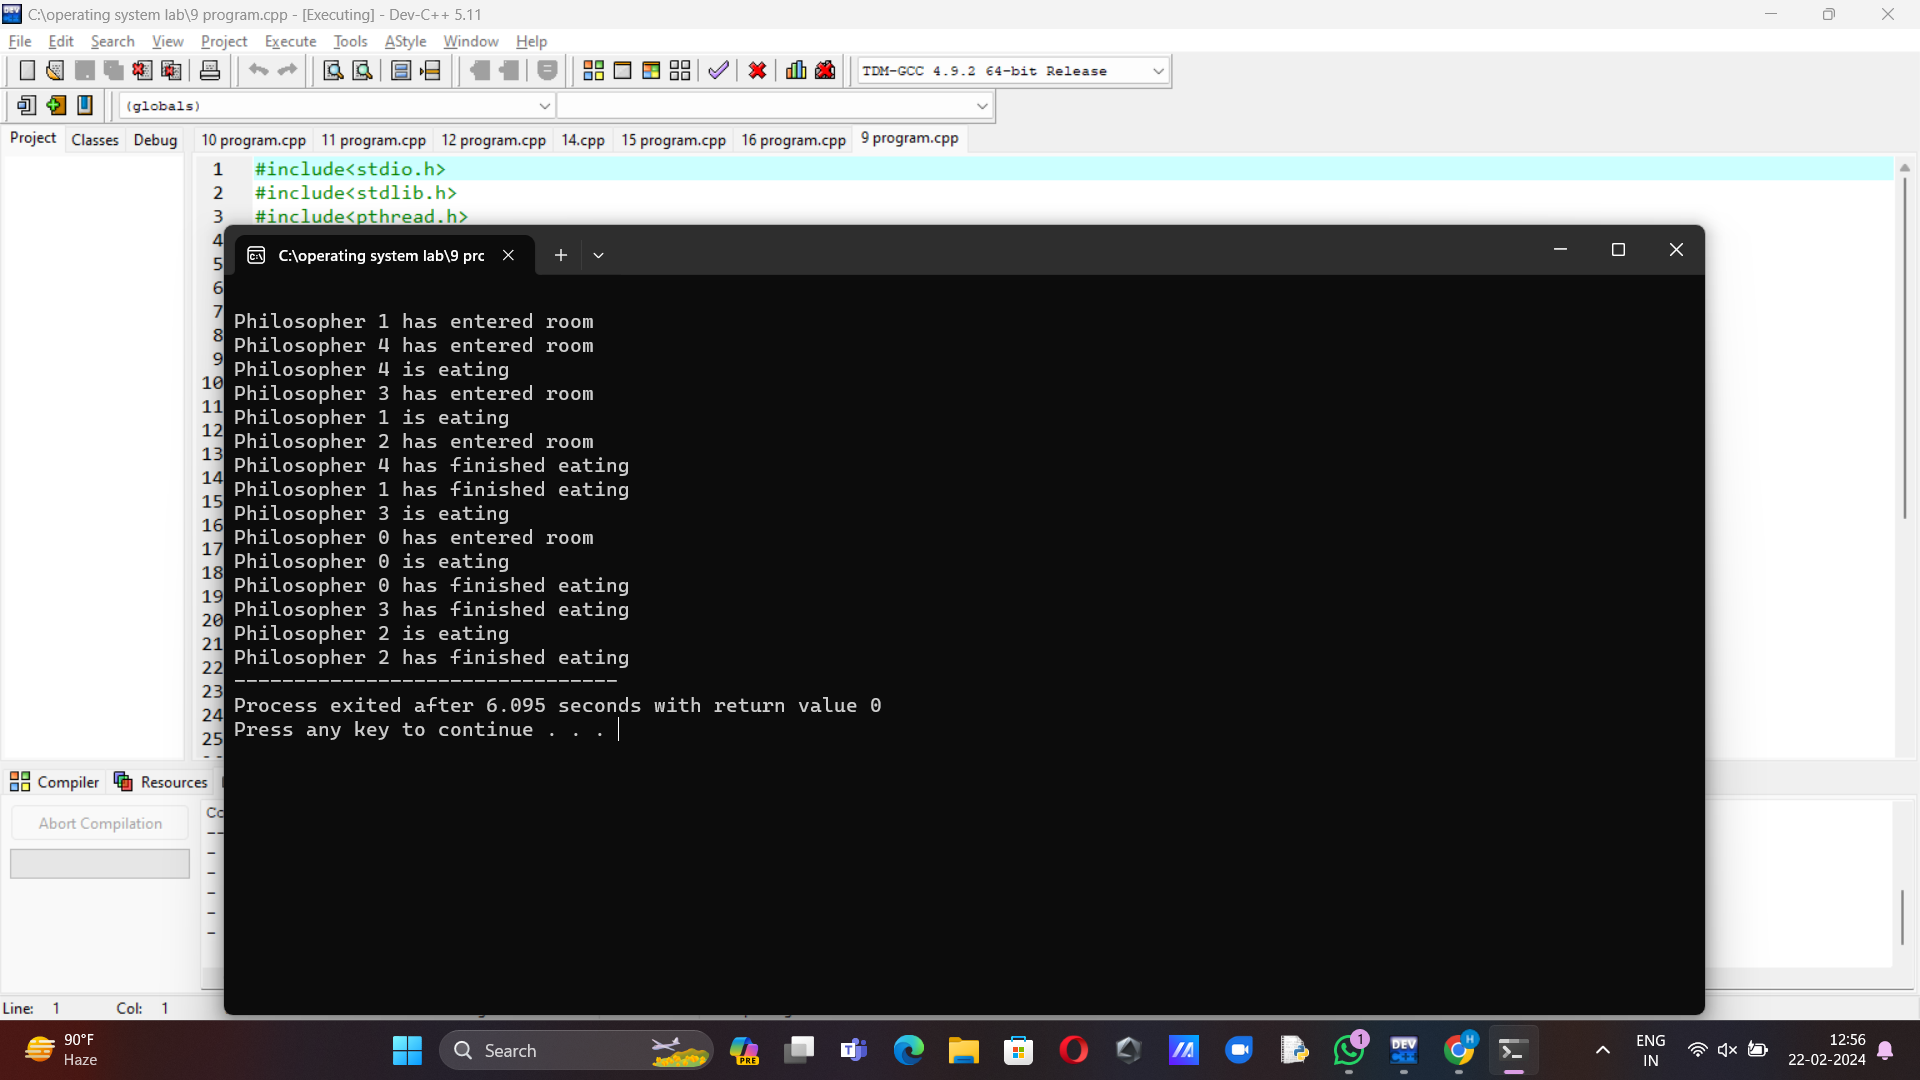 C:\operating system lab\9 program.cpp - [Executing] - Dev-C++ 5.11
File Edit Search View Project Execute Tools AStyle Window Help
TDM-GCC 4.9.2 64-bit Release
(globals)
Project Classes Debug 10 program.cpp 11 program.cpp 12 program.cpp 14.cpp 15 program.cpp 16 program.cpp 9 program.cpp
1 #include<stdio.h>
2 #include<stdlib.h>
3 #include<pthread.h>
4
5
6
7
8
9
10
11
12
13
14
15
16
17
18
19
20
21
22
23
24
25
C:\operating system lab\9 prc
Philosopher 1 has entered room
Philosopher 4 has entered room
Philosopher 4 is eating
Philosopher 3 has entered room
Philosopher 1 is eating
Philosopher 2 has entered room
Philosopher 4 has finished eating
Philosopher 1 has finished eating
Philosopher 3 is eating
Philosopher 0 has entered room
Philosopher 0 is eating
Philosopher 0 has finished eating
Philosopher 3 has finished eating
Philosopher 2 is eating
Philosopher 2 has finished eating
--------------------------------
Process exited after 6.095 seconds with return value 0
Press any key to continue . . .
Compiler Resources
Abort Compilation
Line: 1 Col: 1
90°F
Haze
Search
PRE
1
DEV
H
ENG
IN
12:56
22-02-2024